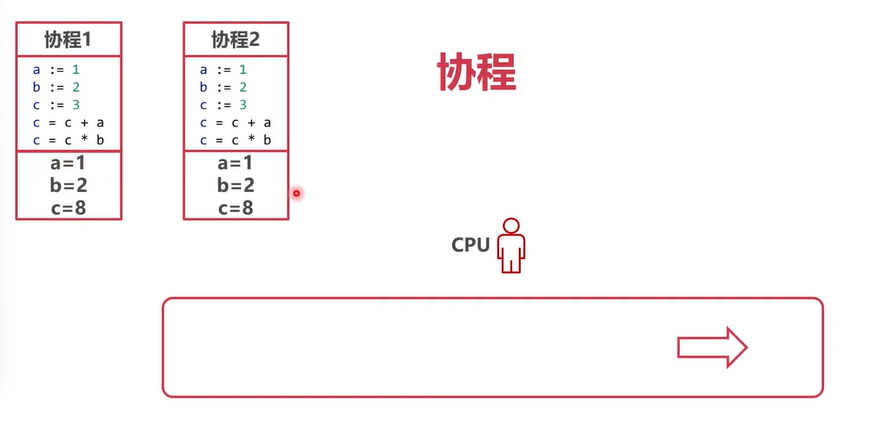 协程1
a := 1
b := 2
c := 3
c = c + a
c = c * b
a=1
b=2
c=8
协程2
a := 1
b := 2
c := 3
c = c + a
c = c * b
a=1
b=2
c=8
协程
CPU